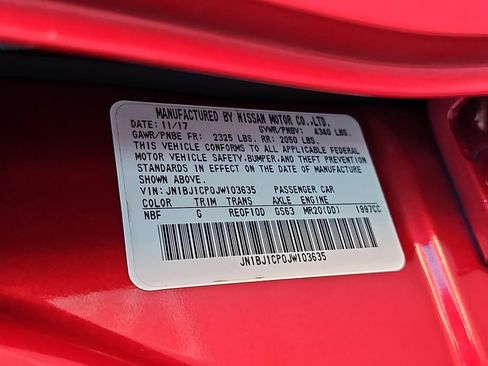 MANUFACTURED BY NISSAN MOTOR CO.,LTD.
DATE: 11/17 GVWR/PNBV: 4340 LBS.
GAWR/PNBE FR: 2325 LBS. RR: 2050 LBS.
THIS VEHICLE CONFORMS TO ALL APPLICABLE FEDERAL
MOTOR VEHICLE SAFETY,BUMPER,AND THEFT PREVENTION
STANDARDS IN EFFECT ON THE DATE OF MANUFACTURE
SHOWN ABOVE.
VIN: JN1BJ1CP0JW103635 PASSENGER CAR
COLOR TRIM TRANS AXLE ENGINE
NBF G RE0F10D GS63 MR20(DD) 1997CC
JN1BJ1CP0JW103635